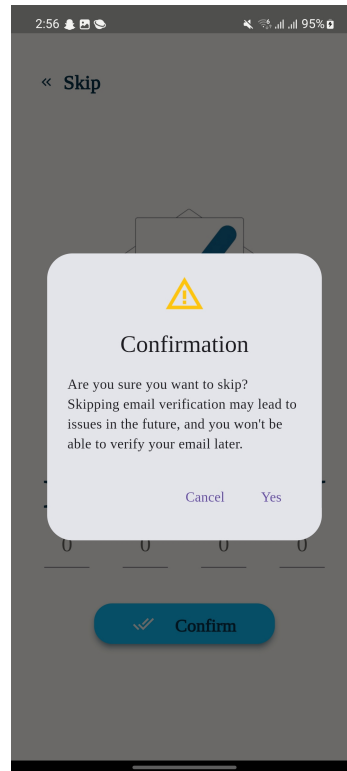 2:56
95%
« Skip
Confirmation
Are you sure you want to skip?
Skipping email verification may lead to
issues in the future, and you won't be
able to verify your email later.
Cancel Yes
0 0 0 0
Confirm